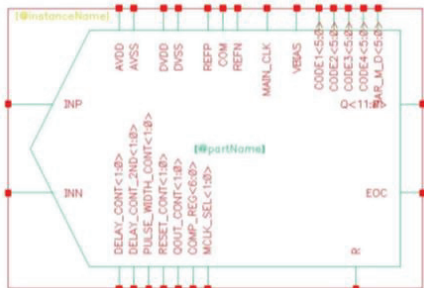 [@instanceName]
AVDD
AVSS
DVDD
DVSS
REFP
COM
REFN
MAIN_CLK
VBIAS
CODE1<5:0>
CODE2<5:0>
CODE3<5:0>
CODE4<5:0>
BAR_M_D<5:0>
INP
Q<11:0>
[@partName]
INN
EOC
DELAY_CONT<1:0>
DELAY_CONT_2ND<1:0>
PULSE_WIDTH_CONT<1:0>
RESET_CONT<1:0>
QOUT_CONT<1:0>
COMP_REG<6:0>
MCLK_SEL<1:0>
R